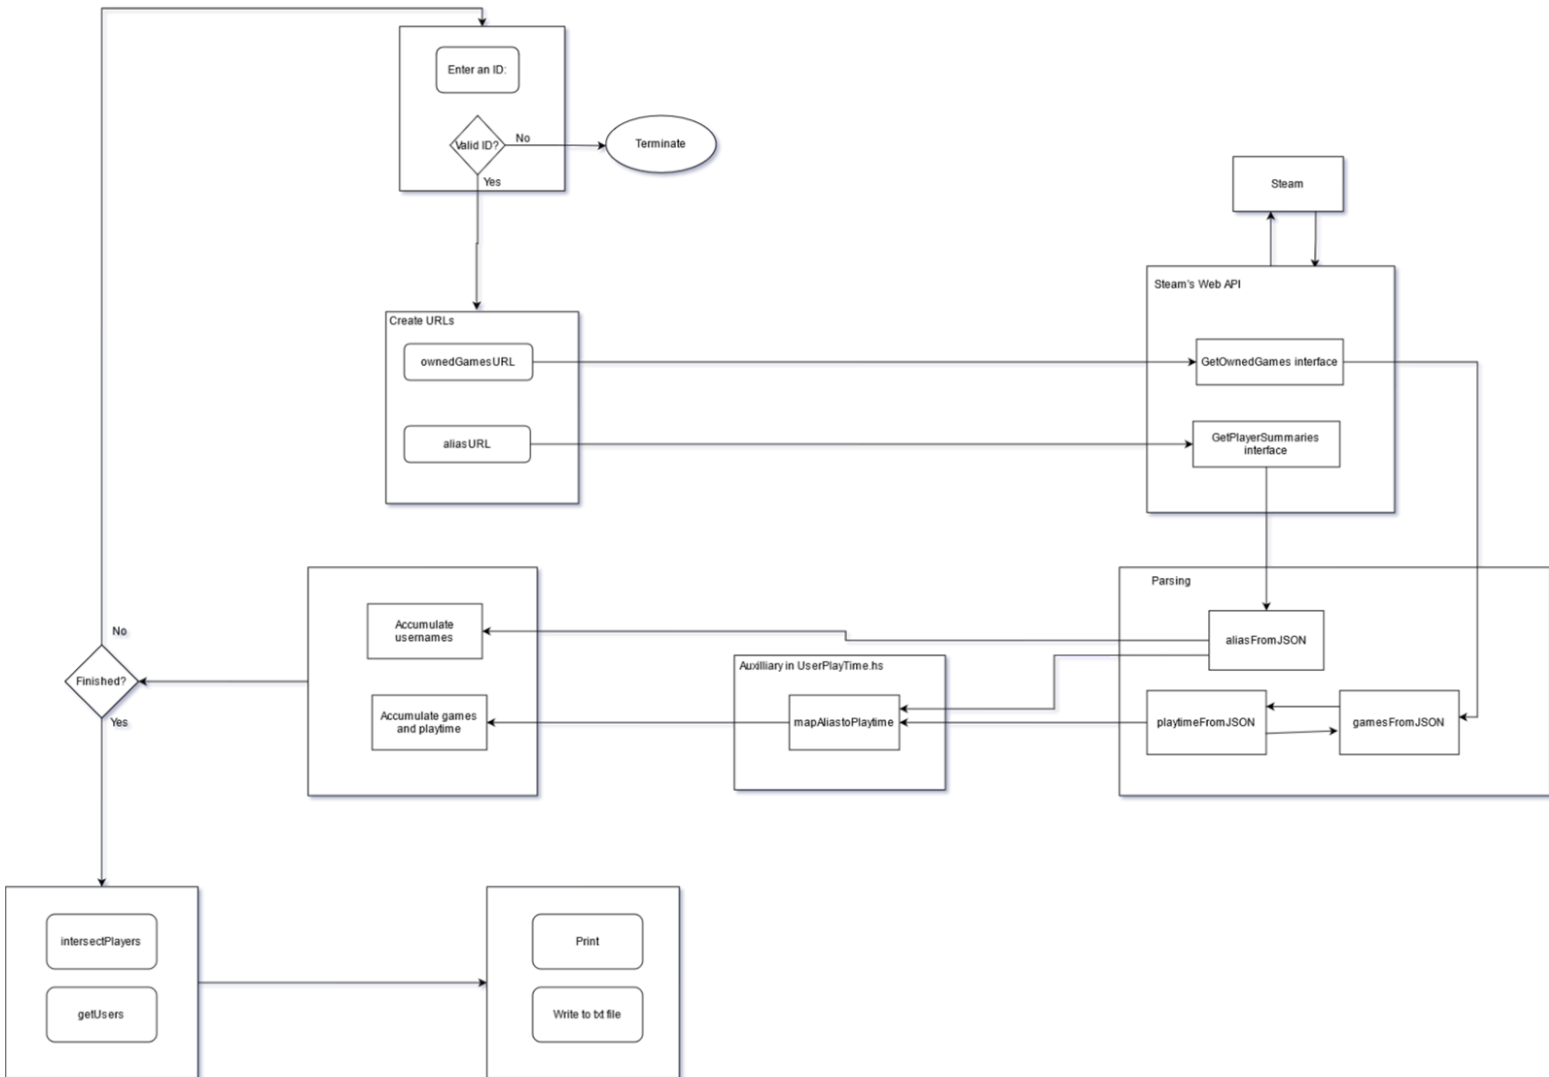 Enter an ID:
Valid ID?
No
Terminate
Yes
Steam
Steam's Web API
Create URLs
ownedGamesURL
GetOwnedGames interface
aliasURL
GetPlayerSummaries
interface
Parsing
Accumulate
usernames
aliasFromJSON
No
Finished?
Yes
Auxilliary in UserPlayTime.hs
Accumulate games
and playtime
mapAliastoPlaytime
playtimeFromJSON
gamesFromJSON
intersectPlayers
getUsers
Print
Write to txt file